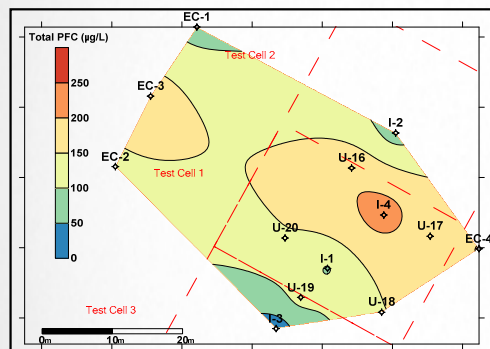 EC-1
Total PFC (µg/L)
Test Cell 2
250
200
150
100
50
0
EC-3
I-2
EC-2
Test Cell 1
U-16
I-4
U-20
U-17
EC-4
I-1
U-19
U-18
Test Cell 3
I-3
0m 10m 20m